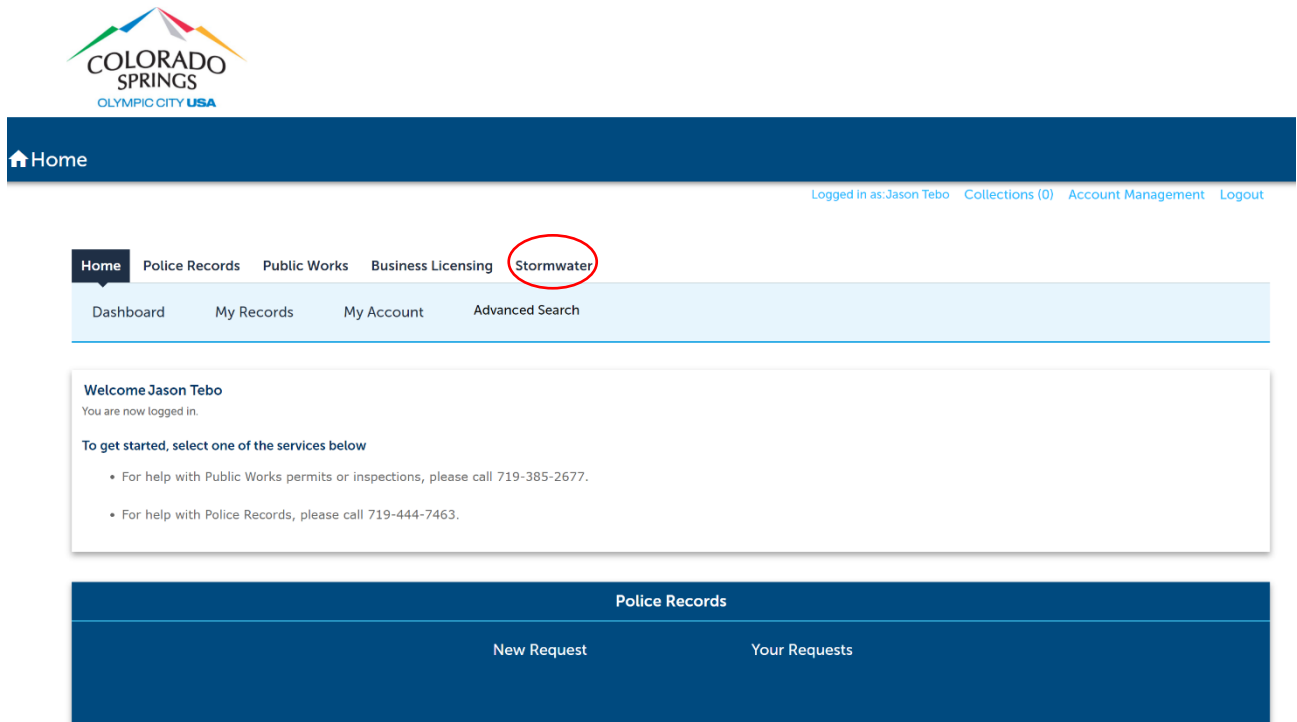 COLORADO
SPRINGS
OLYMPIC CITY USA
Home
Logged in as:Jason Tebo Collections (0) Account Management Logout
Home Police Records Public Works Business Licensing Stormwater
Dashboard My Records My Account Advanced Search
Welcome Jason Tebo
You are now logged in.
To get started, select one of the services below
• For help with Public Works permits or inspections, please call 719-385-2677.
• For help with Police Records, please call 719-444-7463.
Police Records
New Request Your Requests